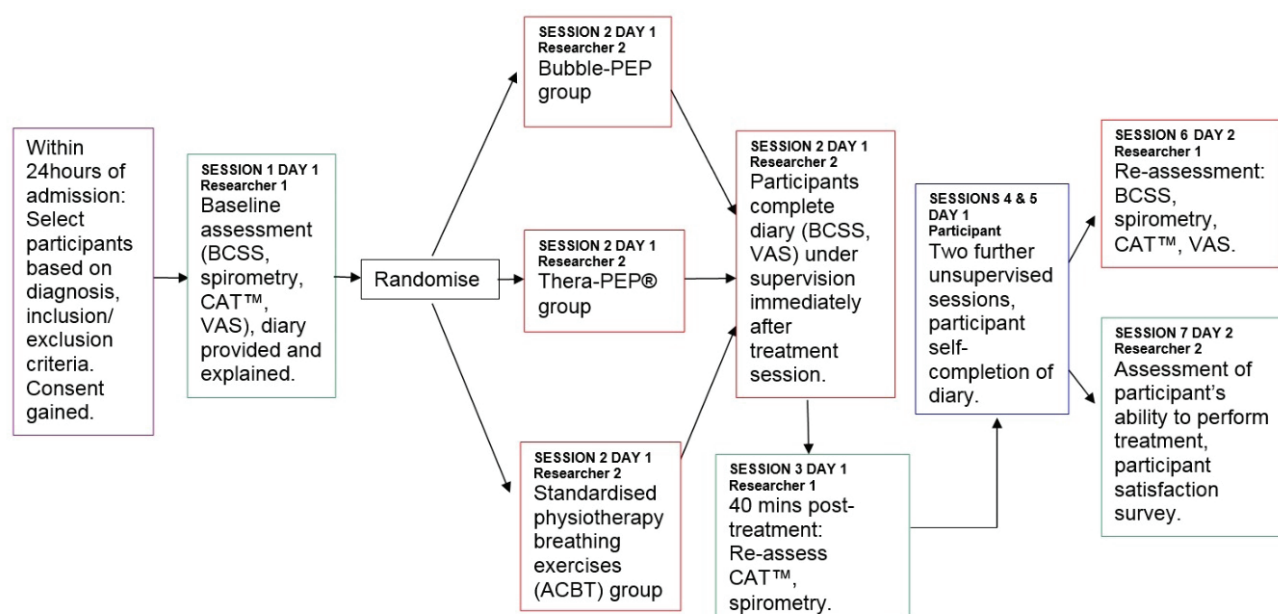 Within
24hours of
admission:
Select
participants
based on
diagnosis,
inclusion/
exclusion
criteria.
Consent
gained.
SESSION 1 DAY 1
Researcher 1
Baseline
assessment
(BCSS,
spirometry,
CAT™,
VAS), diary
provided and
explained.
Randomise
SESSION 2 DAY 1
Researcher 2
Bubble-PEP
group
SESSION 2 DAY 1
Researcher 2
Thera-PEP®
group
SESSION 2 DAY 1
Researcher 2
Standardised
physiotherapy
breathing
exercises
(ACBT) group
SESSION 2 DAY 1
Researcher 2
Participants
complete
diary (BCSS,
VAS) under
supervision
immediately
after
treatment
session.
SESSION 3 DAY 1
Researcher 1
40 mins post-
treatment:
Re-assess
CAT™,
spirometry.
SESSIONS 4 & 5
DAY 1
Participant
Two further
unsupervised
sessions,
participant
self-
completion of
diary.
SESSION 6 DAY 2
Researcher 1
Re-assessment:
BCSS,
spirometry,
CAT™, VAS.
SESSION 7 DAY 2
Researcher 2
Assessment of
participant’s
ability to perform
treatment,
participant
satisfaction
survey.